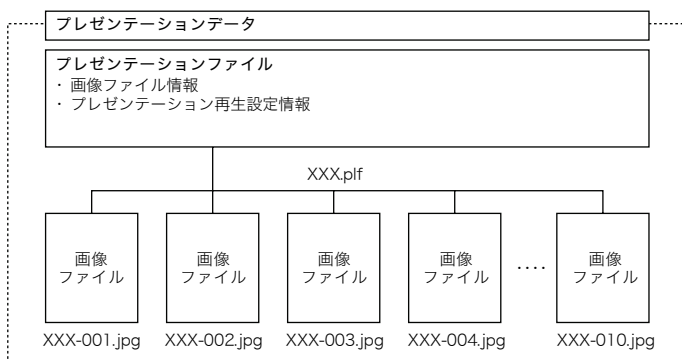 プレゼンテーションデータ
プレゼンテーションファイル
・ 画像ファイル情報
・ プレゼンテーション再生設定情報
XXX.plf
画像
ファイル
画像
ファイル
画像
ファイル
画像
ファイル
‥‥
画像
ファイル
XXX-001.jpg
XXX-002.jpg
XXX-003.jpg
XXX-004.jpg
XXX-010.jpg